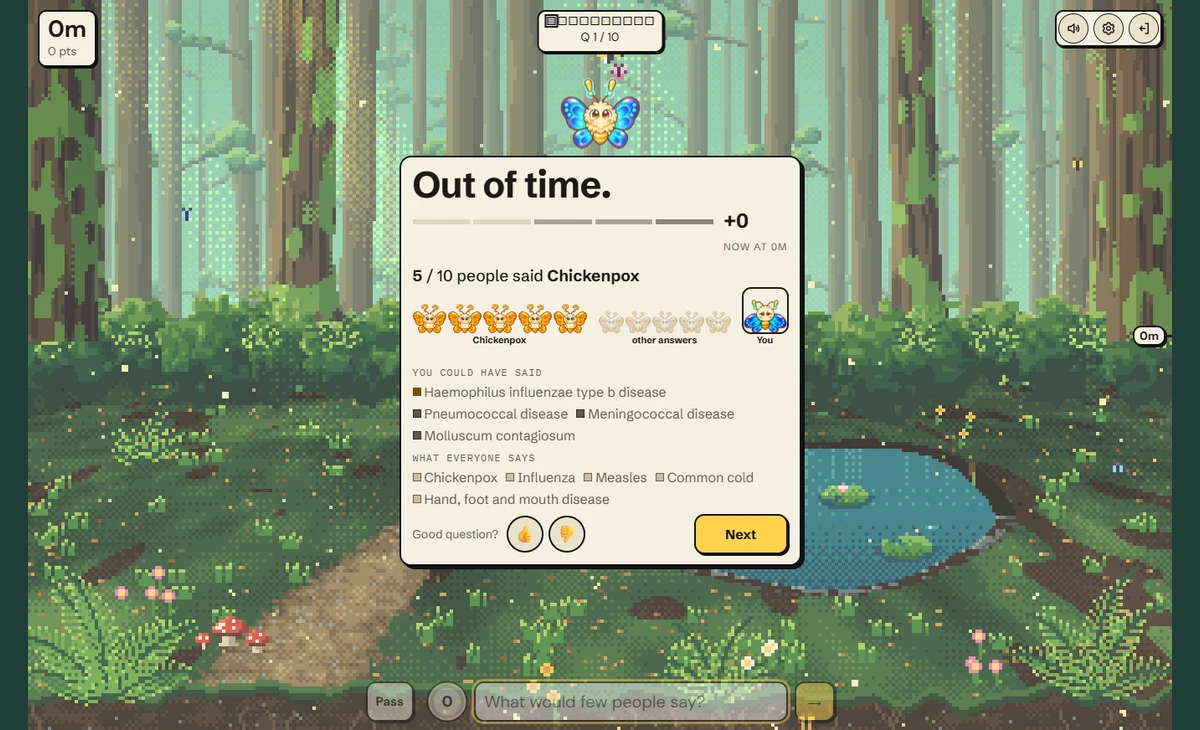 0m
0 pts
Q 1 / 10
Out of time.
+0
NOW AT 0M
5 / 10 people said Chickenpox
Chickenpox
other answers
You
0m
YOU COULD HAVE SAID
Haemophilus influenzae type b disease
Pneumococcal disease Meningococcal disease
Molluscum contagiosum
WHAT EVERYONE SAYS
Chickenpox Influenza Measles Common cold
Hand, foot and mouth disease
Good question?
Next
Pass
0
What would few people say?
→